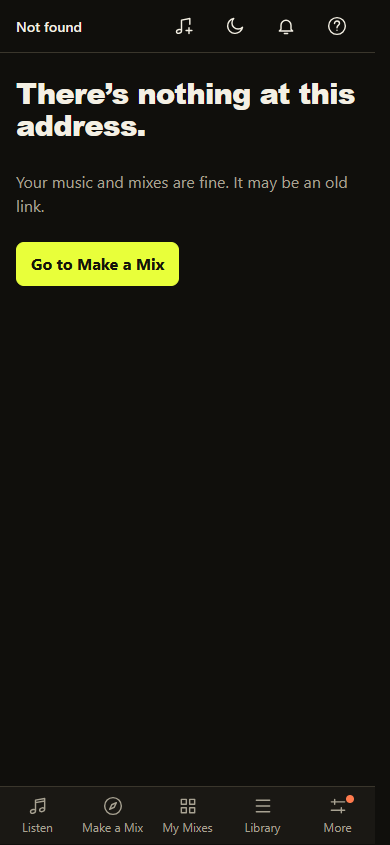 Not found
There’s nothing at this
address.
Your music and mixes are fine. It may be an old
link.
Go to Make a Mix
Listen
Make a Mix
My Mixes
Library
More